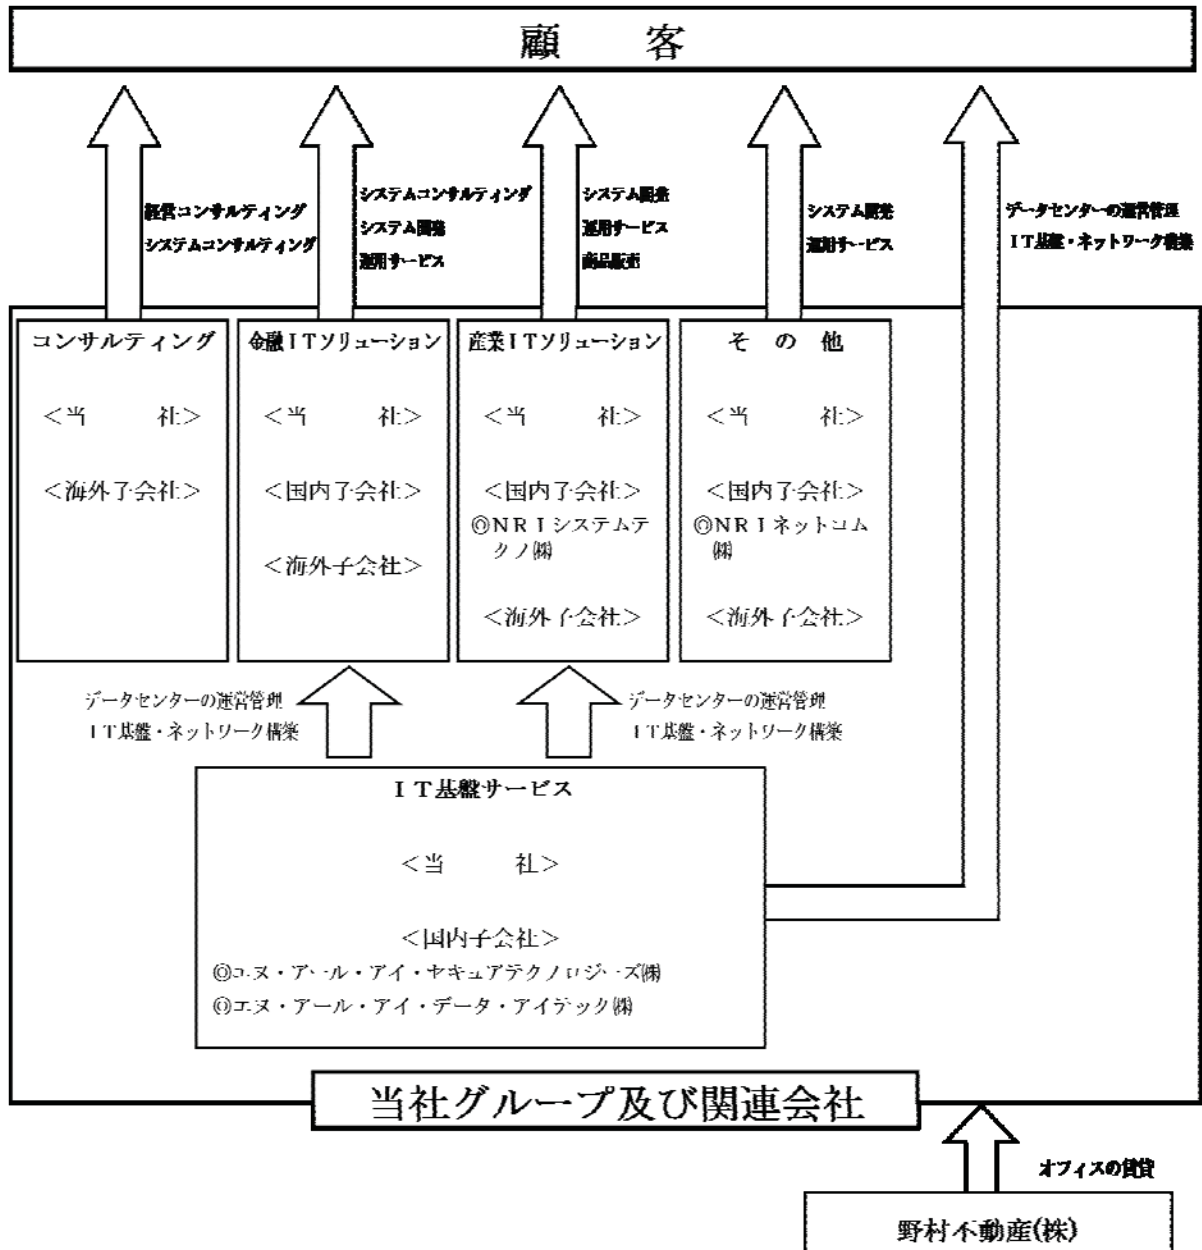 顧　　客
経営コンサルティング
システムコンサルティング
システムコンサルティング
システム開発
運用サービス
システム開発
運用サービス
商品販売
システム開発
運用サービス
データセンターの運営管理
ＩＴ基盤・ネットワーク構築
コンサルティング
＜当　　　社＞
＜海外子会社＞
金融ＩＴソリューション
＜当　　　社＞
＜国内子会社＞
＜海外子会社＞
産業ＩＴソリューション
＜当　　　社＞
＜国内子会社＞
◎ＮＲＩシステムテ
クノ㈱
＜海外子会社＞
そ　の　他
＜当　　　社＞
＜国内子会社＞
◎ＮＲＩネットコム
㈱
＜海外子会社＞
データセンターの運営管理
ＩＴ基盤・ネットワーク構築
データセンターの運営管理
ＩＴ基盤・ネットワーク構築
ＩＴ基盤サービス
＜当　　　社＞
＜国内子会社＞
◎エヌ・アール・アイ・セキュアテクノロジーズ㈱
◎エヌ・アール・アイ・データ・アイテック㈱
当社グループ及び関連会社
オフィスの賃貸
野村不動産(株)